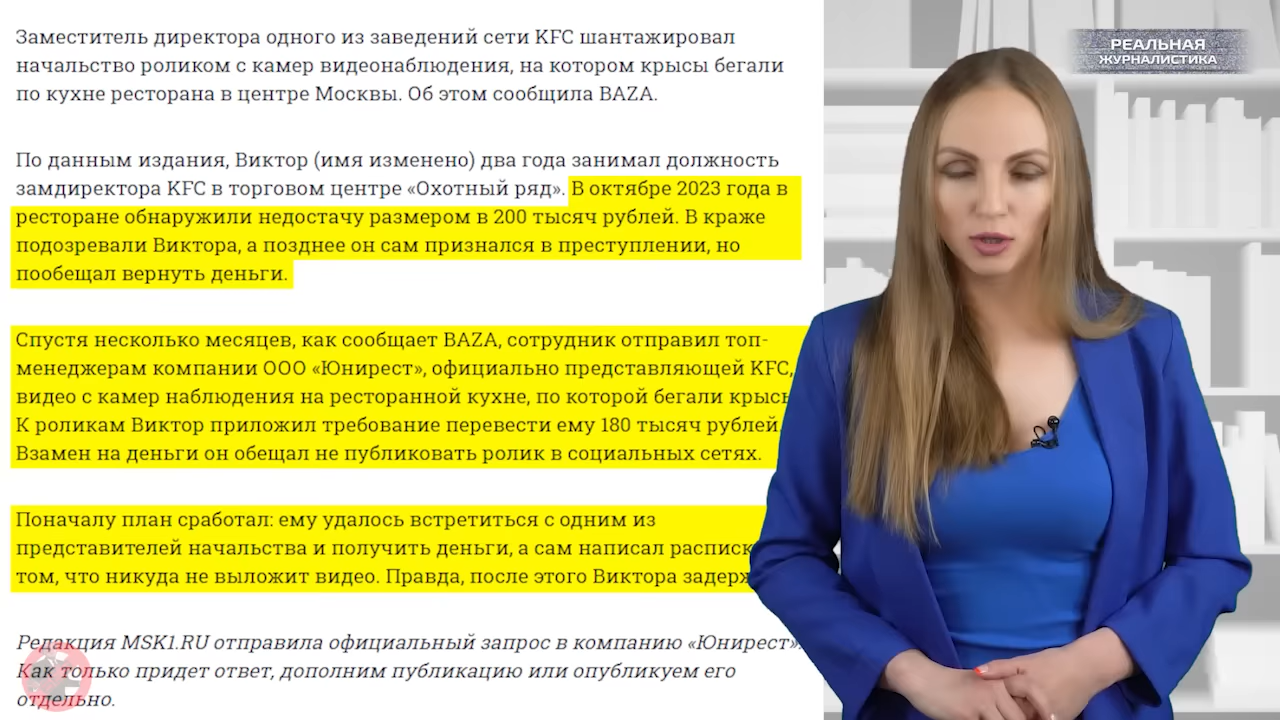 Заместитель директора одного из заведений сети KFC шантажировал
начальство роликом с камер видеонаблюдения, на котором крысы бегали
по кухне ресторана в центре Москвы. Об этом сообщила BAZA.
По данным издания, Виктор (имя изменено) два года занимал должность
замдиректора KFC в торговом центре «Охотный ряд». В октябре 2023 года в
ресторане обнаружили недостачу размером в 200 тысяч рублей. В краже
подозревали Виктора, а позднее он сам признался в преступлении, но
пообещал вернуть деньги.
Спустя несколько месяцев, как сообщает BAZA, сотрудник отправил топ-
менеджерам компании ООО «Юнирест», официально представляющей KFC,
видео с камер наблюдения на ресторанной кухне, по которой бегали крысы
К роликам Виктор приложил требование перевести ему 180 тысяч рублей.
Взамен на деньги он обещал не публиковать ролик в социальных сетях.
Поначалу план сработал: ему удалось встретиться с одним из
представителей начальства и получить деньги, а сам написал
том, что никуда не выложит видео. Правда, после этого Виктора
Редакция MSK1.RU отправила официальный запрос в компанию «Юнирест».
Как только придет ответ, дополним публикацию или опубликуем его
отдельно.
РЕАЛЬНАЯ
ЖУРНАЛИСТИКА